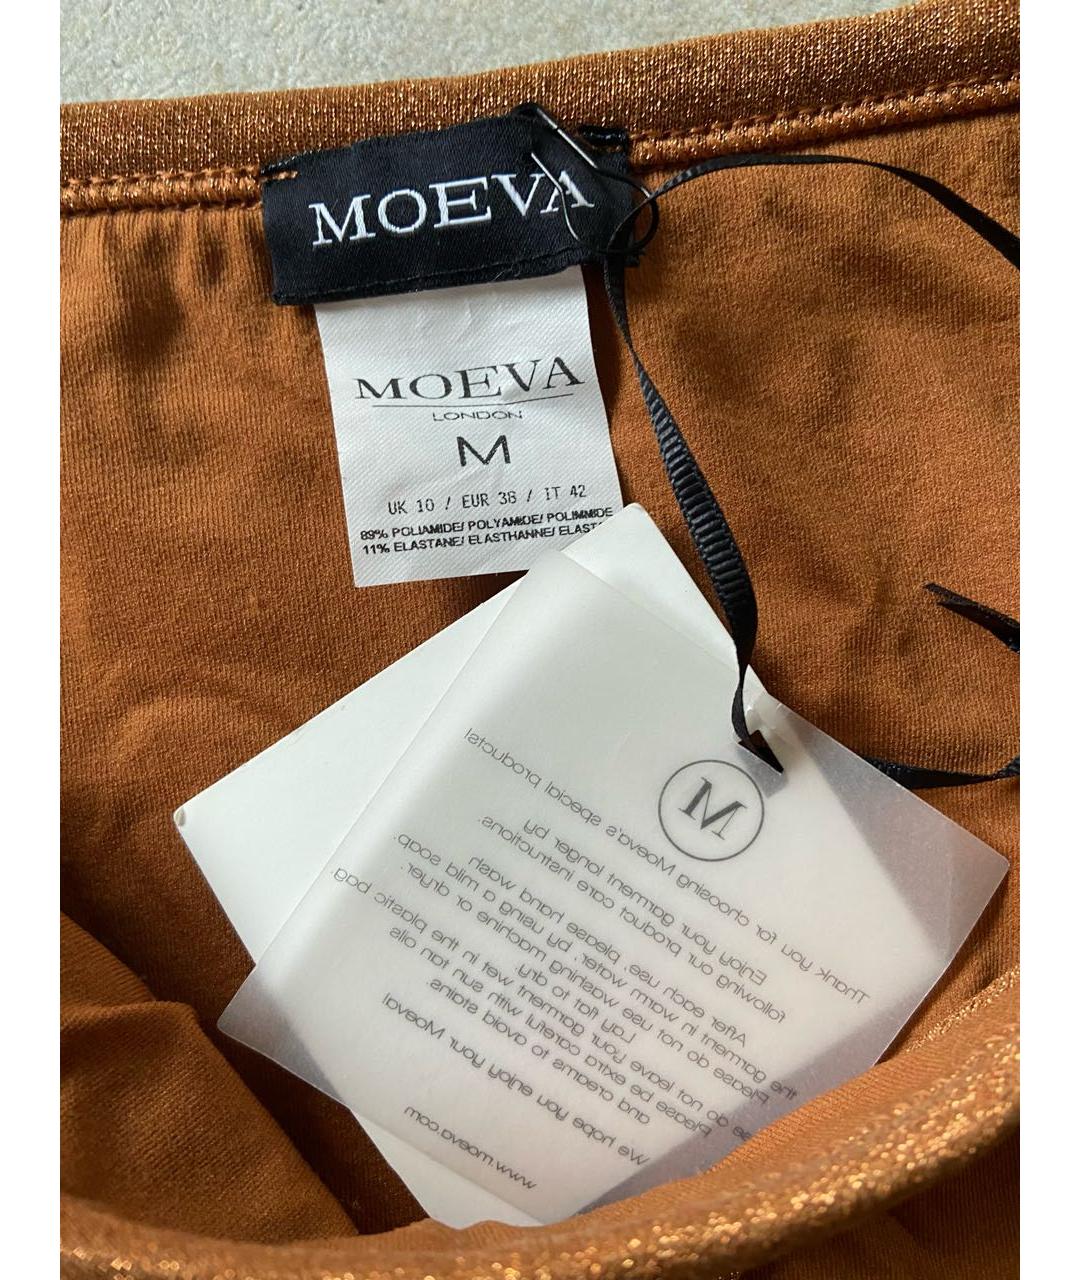 MOEVA
MOEVA
LONDON
M
UK 10 / EUR 38 / IT 42
89% POLIAMIDE/ POLYAMIDE/ POLIMMIDE
11% ELASTANE/ ELASTHANNE/ ELAST
M
Thank you for choosing Moeva's special products!
Enjoy your garment longer by
following our product care instructions.
After each use, please hand wash
the garment in warm water, by using a mild soap.
Please do not use washing machine or dryer.
Lay flat to dry.
do not leave your garment wet in the plastic bag.
Please be extra careful with sun tan oils
and creams to avoid stains.
We hope you enjoy your Moeva!
www.moeva.com